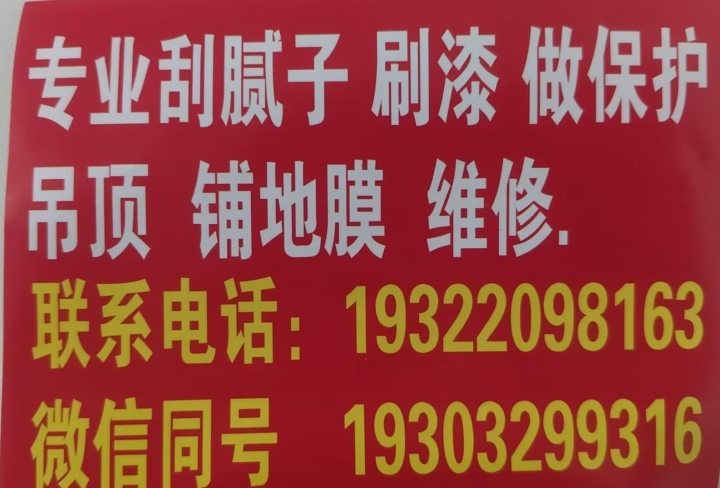 专业刮腻子 刷漆 做保护
吊顶 铺地膜 维修.
联系电话：19322098163
微信同号 19303299316